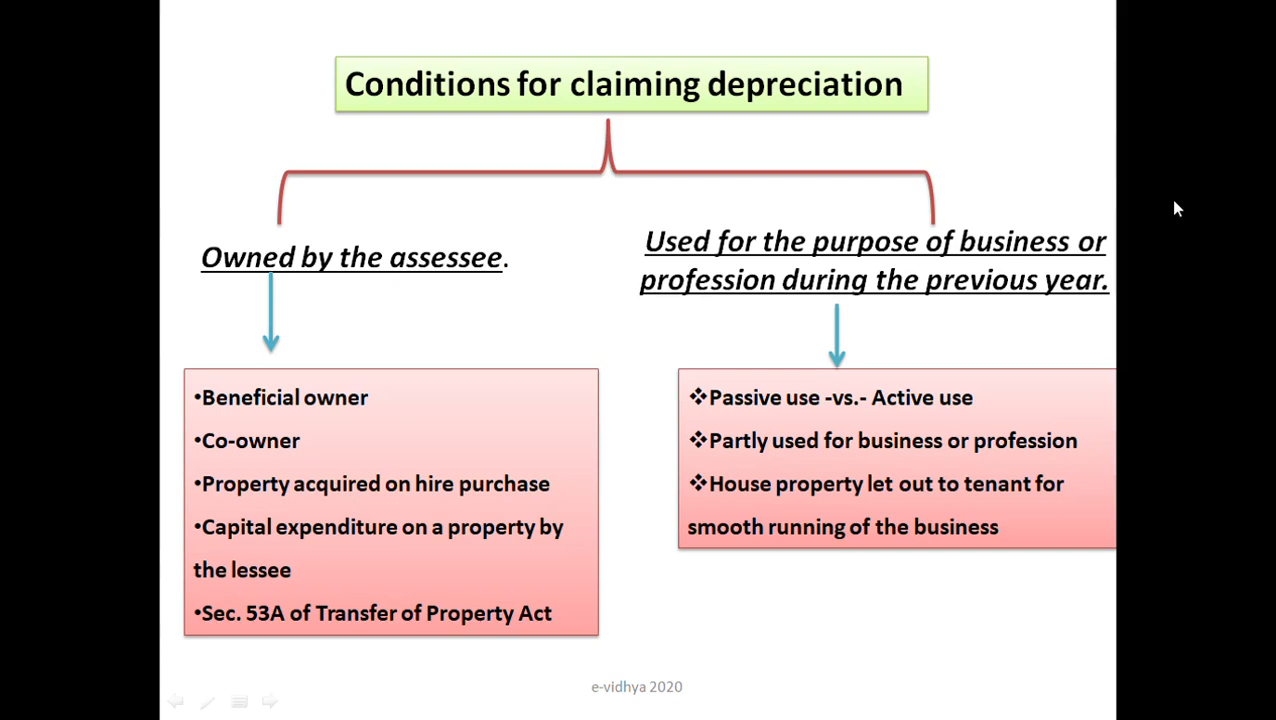 Conditions for claiming depreciation
Owned by the assessee.
Used for the purpose of business or
profession during the previous year.
•Beneficial owner
•Co-owner
•Property acquired on hire purchase
•Capital expenditure on a property by
the lessee
•Sec. 53A of Transfer of Property Act
❖Passive use -vs.- Active use
❖Partly used for business or profession
❖House property let out to tenant for
smooth running of the business
e-vidhya 2020